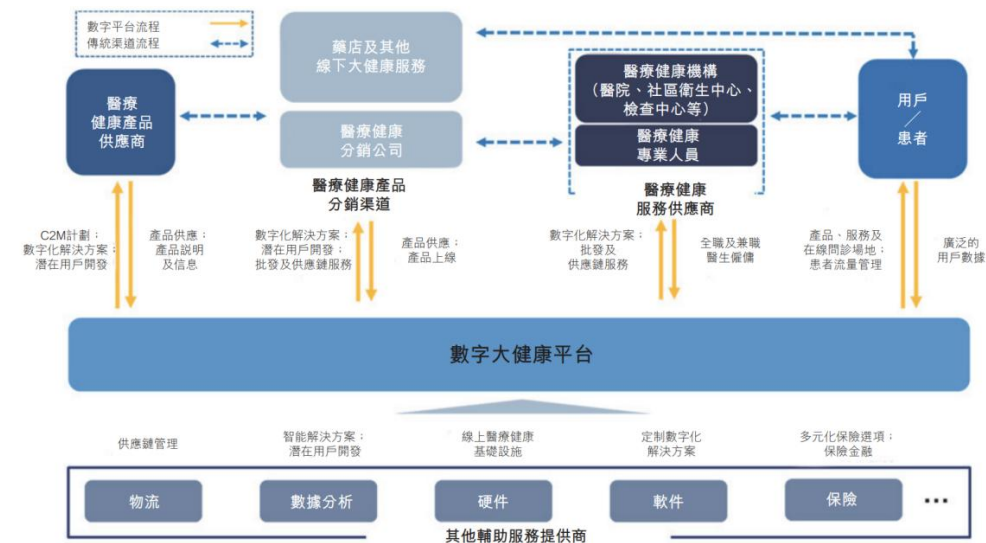 數字平台流程
傳統渠道流程
醫療
健康產品
供應商
藥店及其他
線下大健康服務
醫療健康
分銷公司
醫療健康產品
分銷渠道
醫療健康機構
（醫院、社區衛生中心、
檢查中心等）
醫療健康
專業人員
醫療健康
服務供應商
用戶
／
患者
C2M計劃；
數字化解決方案；
潛在用戶開發
產品供應；
產品説明
及信息
數字化解決方案；
潛在用戶開發；
批發及供應鏈服務
產品供應；
產品上線
數字化解決方案；
批發及
供應鏈服務
全職及兼職
醫生僱傭
產品、服務及
在線問診場地；
患者流量管理
廣泛的
用戶數據
數字大健康平台
供應鏈管理
智能解決方案；
潛在用戶開發
線上醫療健康
基礎設施
定制數字化
解決方案
多元化保險選項；
保險金融
物流
數據分析
硬件
軟件
保險
•••
其他輔助服務提供商